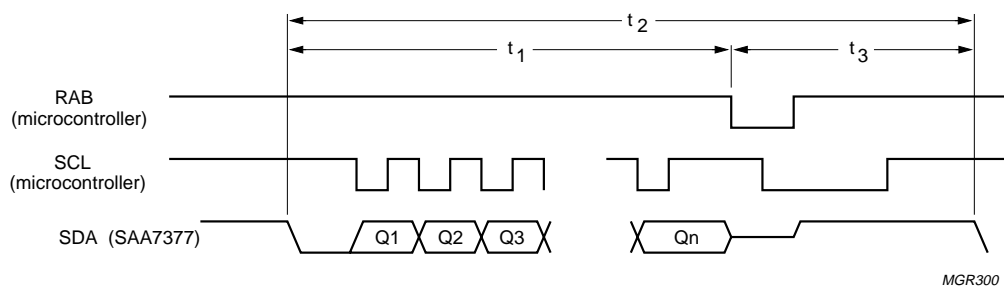 t2
t1
t3
RAB
(microcontroller)
SCL
(microcontroller)
SDA (SAA7377)
Q1
Q2
Q3
Qn
MGR300